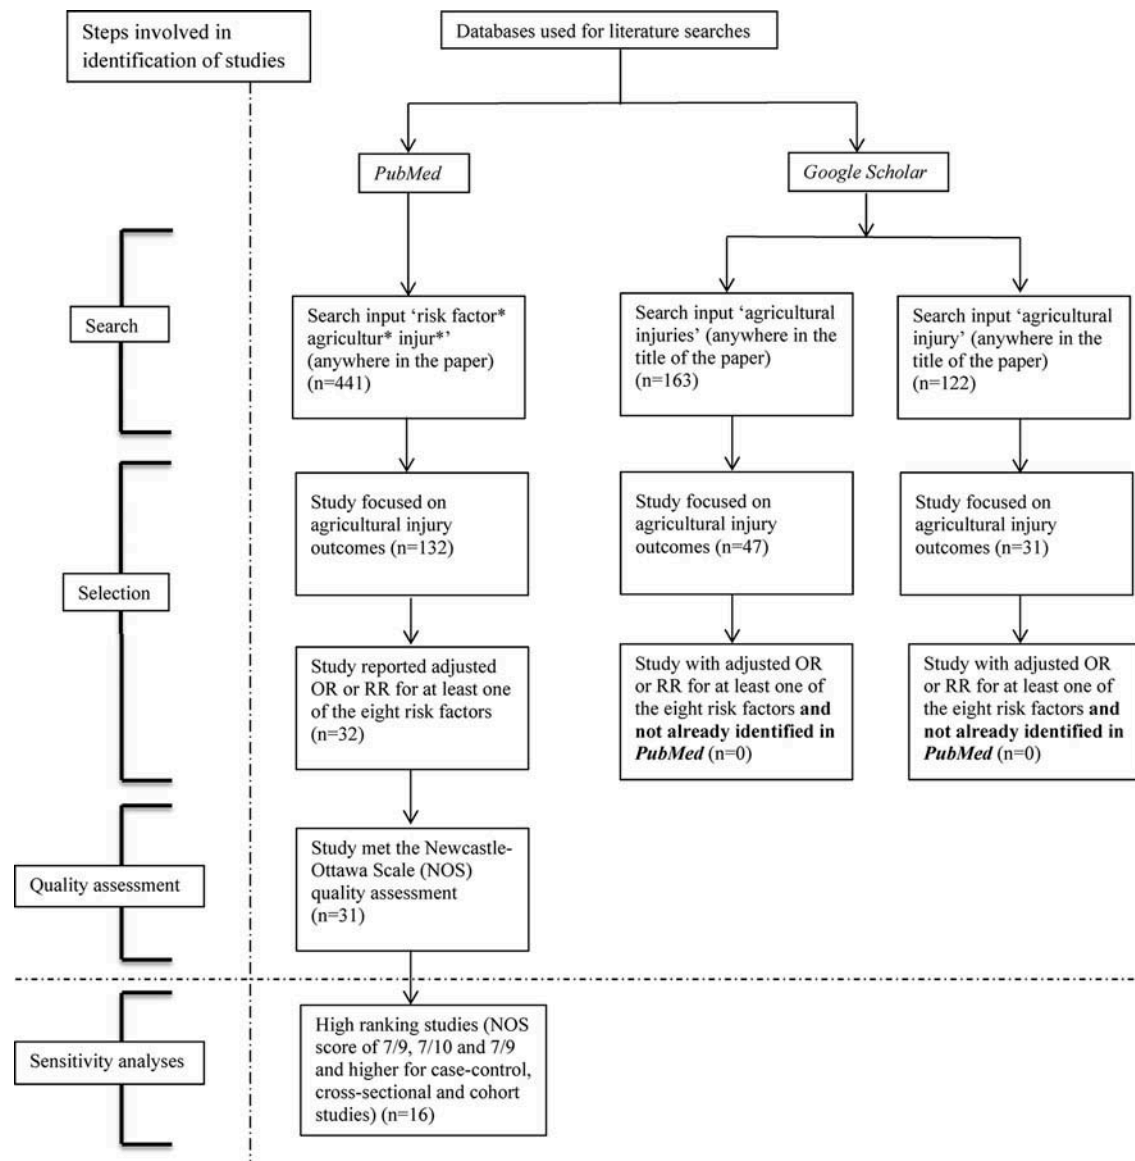 Steps involved in
identification of studies
Databases used for literature searches
PubMed
Google Scholar
Search
Search input ‘risk factor*
agricultur* injur*’
(anywhere in the paper)
(n=441)
Search input ‘agricultural
injuries’ (anywhere in the
title of the paper)
(n=163)
Search input ‘agricultural
injury’ (anywhere in the
title of the paper)
(n=122)
Selection
Study focused on
agricultural injury
outcomes (n=132)
Study focused on
agricultural injury
outcomes (n=47)
Study focused on
agricultural injury
outcomes (n=31)
Study reported adjusted
OR or RR for at least one
of the eight risk factors
(n=32)
Study with adjusted OR
or RR for at least one of
the eight risk factors and
not already identified in
PubMed (n=0)
Study with adjusted OR
or RR for at least one of
the eight risk factors and
not already identified in
PubMed (n=0)
Quality assessment
Study met the Newcastle-
Ottawa Scale (NOS)
quality assessment
(n=31)
Sensitivity analyses
High ranking studies (NOS
score of 7/9, 7/10 and 7/9
and higher for case-control,
cross-sectional and cohort
studies) (n=16)